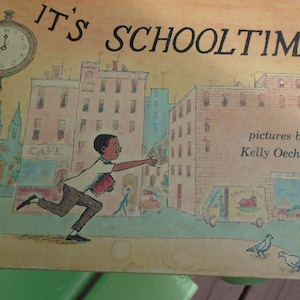 IT'S SCHOOLTIM
pictures b
Kelly Oech
CAFE